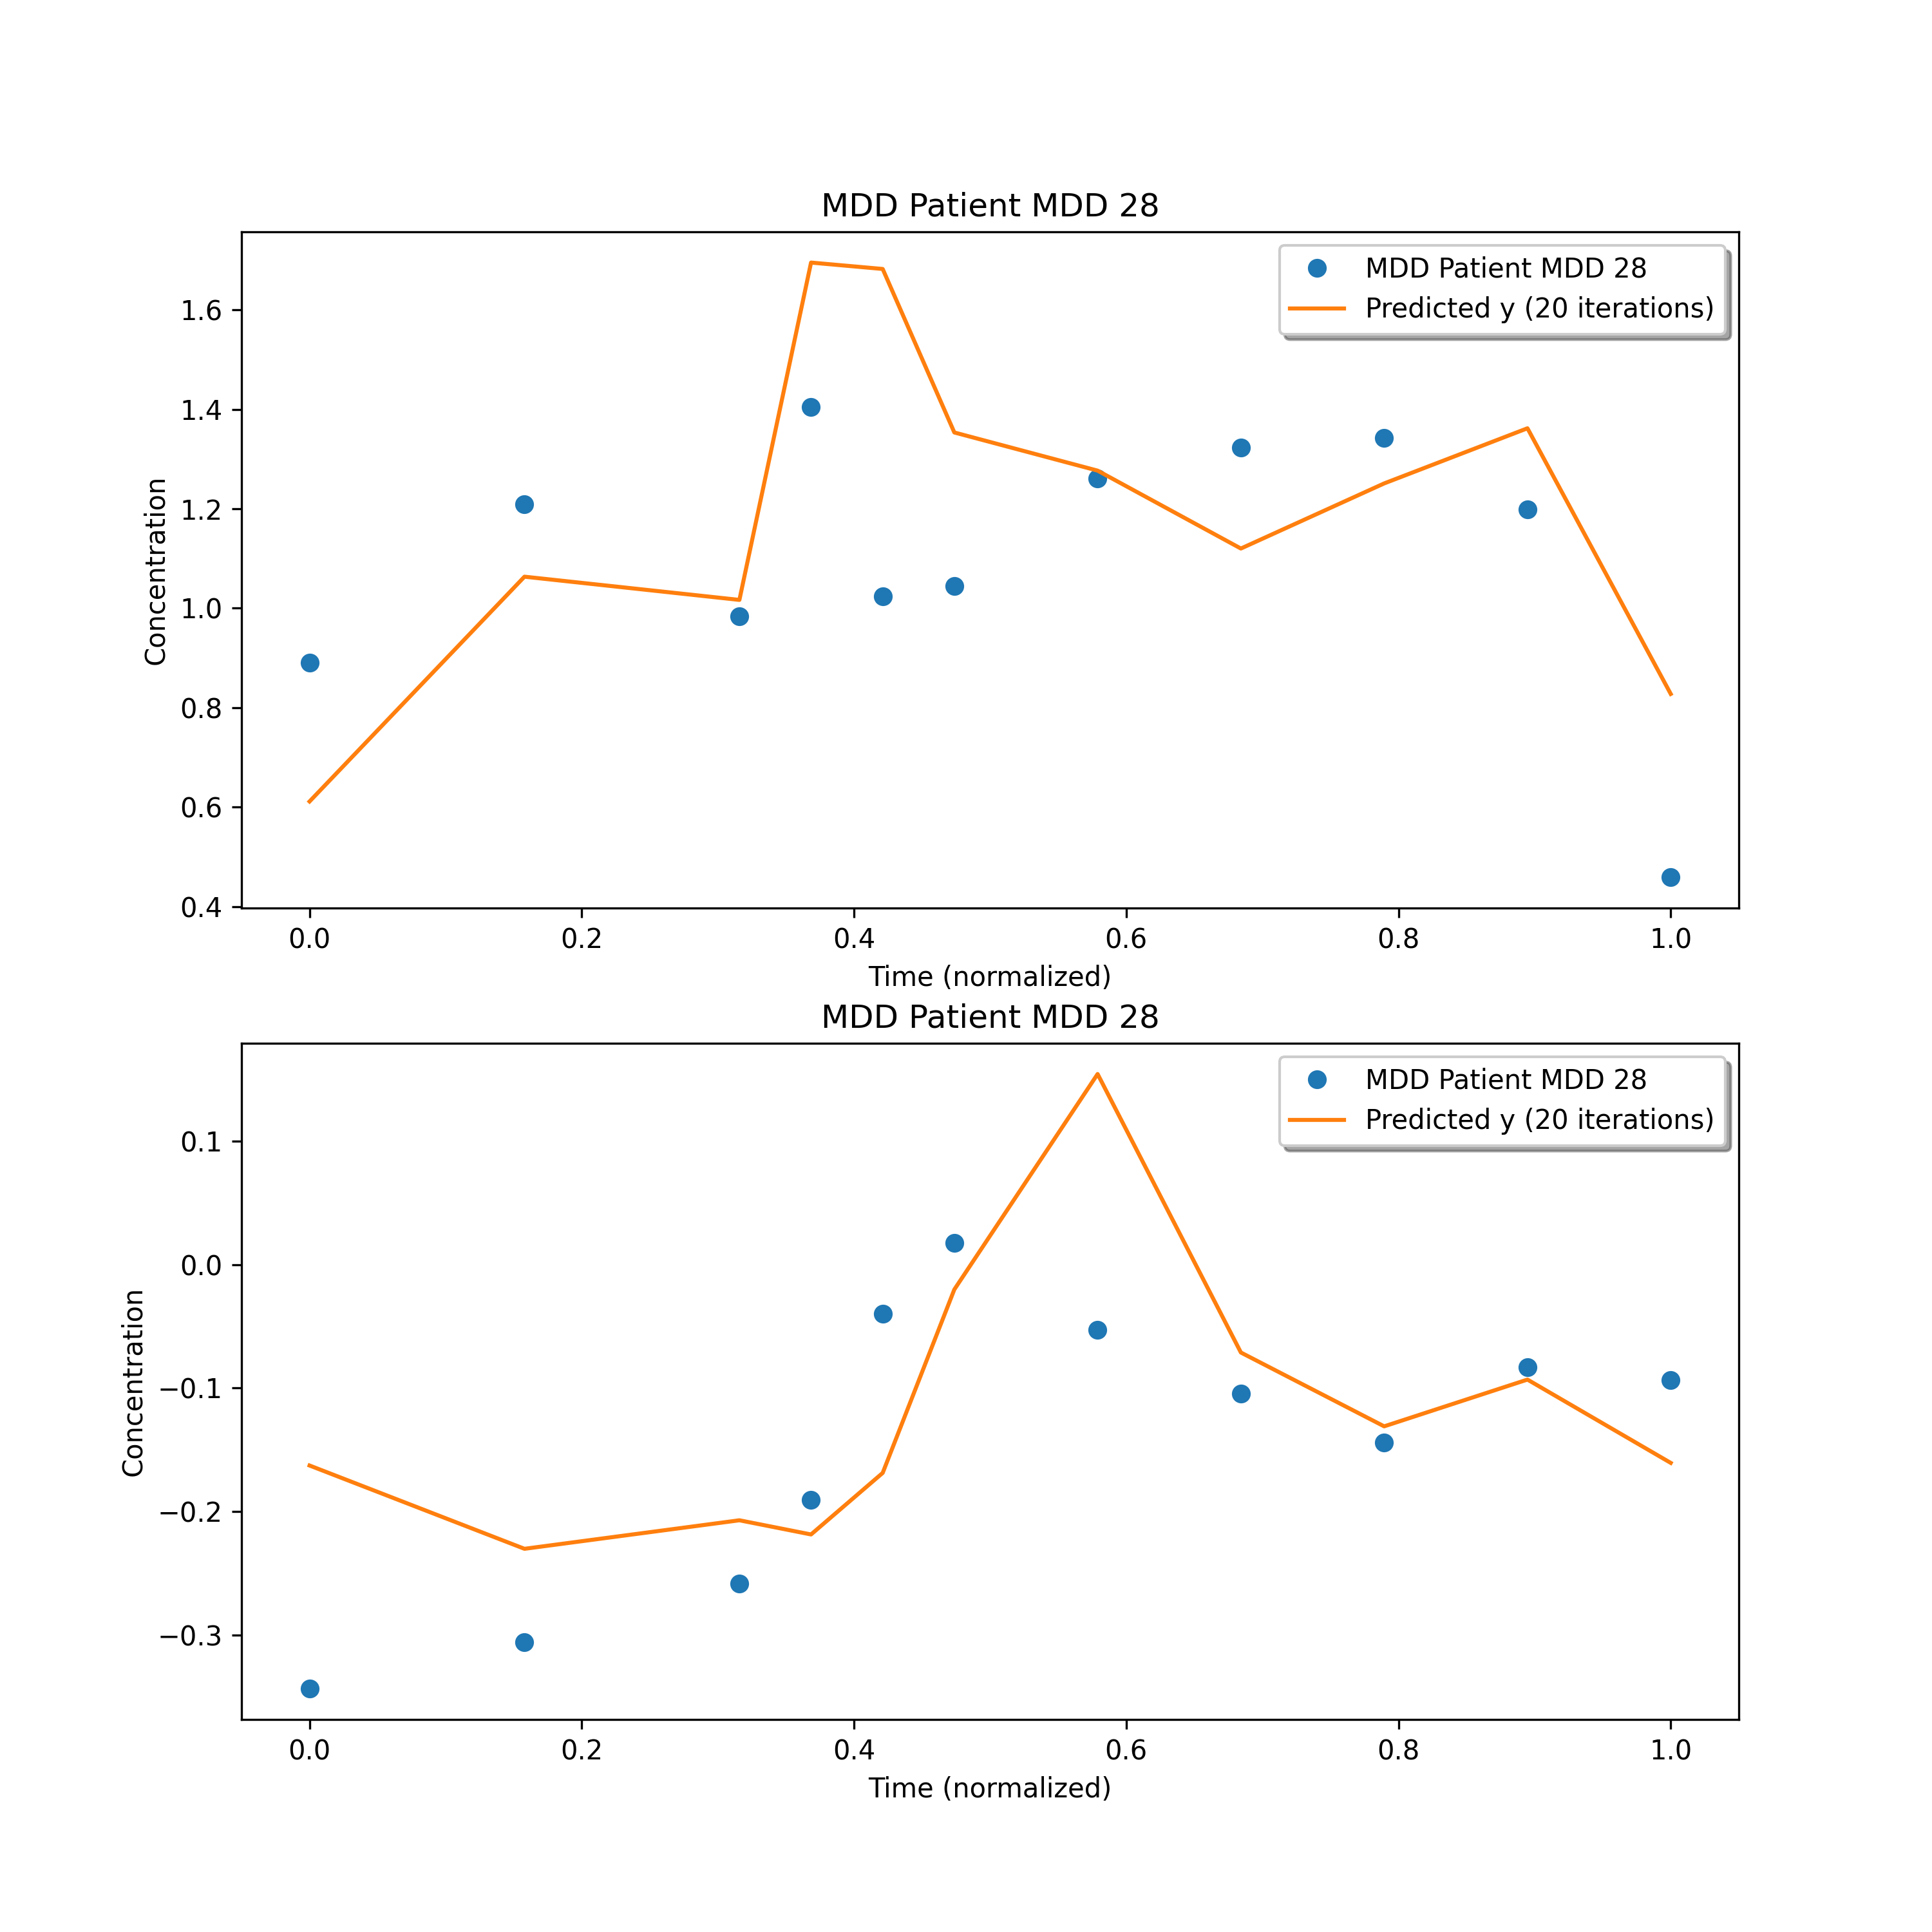 MDD Patient MDD 28
MDD Patient MDD 28
Predicted y (20 iterations)
Concentration
1.6
1.4
1.2
1.0
0.8
0.6
0.4
0.0 0.2 0.4 0.6 0.8 1.0
Time (normalized)
MDD Patient MDD 28
MDD Patient MDD 28
Predicted y (20 iterations)
Concentration
0.1
0.0
−0.1
−0.2
−0.3
0.0 0.2 0.4 0.6 0.8 1.0
Time (normalized)